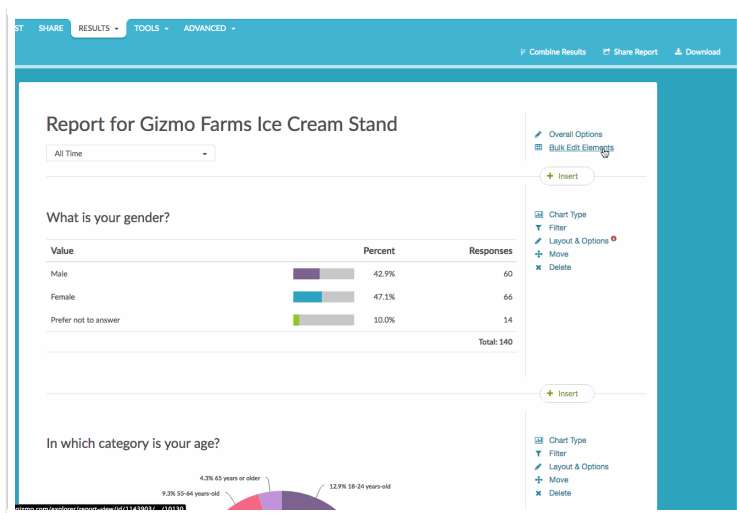 ST SHARE RESULTS TOOLS ADVANCED
Combine Results Share Report Download
Report for Gizmo Farms Ice Cream Stand
All Time
Overall Options
Bulk Edit Elements
+ Insert
What is your gender?
Chart Type
Filter
Layout & Options
Move
Delete
Value Percent Responses
Male 42.9% 60
Female 47.1% 66
Prefer not to answer 10.0% 14
Total: 140
+ Insert
In which category is your age?
Chart Type
Filter
Layout & Options
Move
Delete
4.3% 65 years or older
12.9% 18-24 years-old
9.3% 55-64 years-old